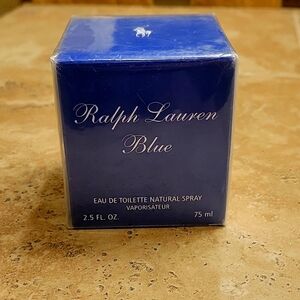 Ralph Lauren
Blue
EAU DE TOILETTE NATURAL SPRAY
VAPORISATEUR
2.5 FL. OZ. 75 ml